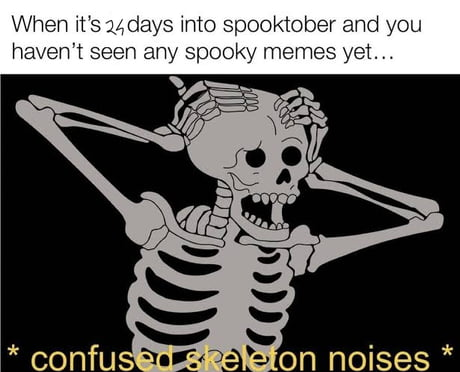 When it's 24 days into spooktober and you
haven't seen any spooky memes yet...
* confused skeleton noises *